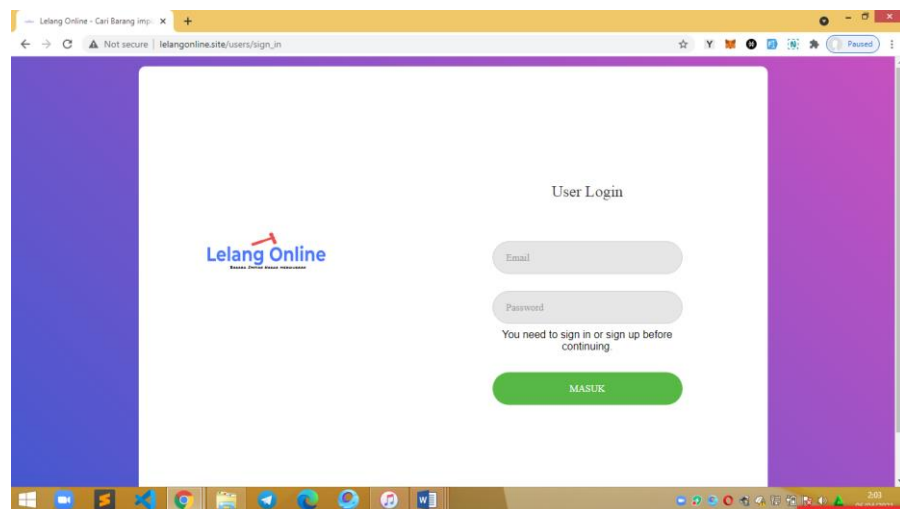 Lelang Online - Cari Barang imp
Not secure
lelangonline.site/users/sign_in
Paused
User Login
Lelang Online
Email
Password
You need to sign in or sign up before
continuing.
MASUK
2:03